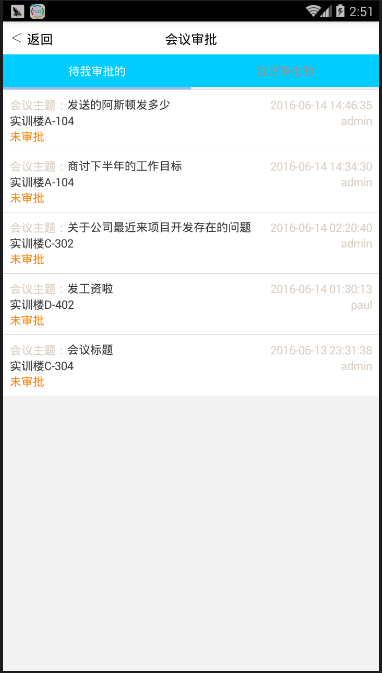 2:51
< 返回
会议审批
待我审批的
会议主题：发送的阿斯顿发多少 2016-06-14 14:46:35
实训楼A-104 admin
未审批
会议主题：商讨下半年的工作目标 2016-06-14 14:34:30
实训楼A-104 admin
未审批
会议主题：关于公司最近来项目开发存在的问题 2016-06-14 02:20:40
实训楼C-302 admin
未审批
会议主题：发工资啦 2016-06-14 01:30:13
实训楼D-402 paul
未审批
会议主题：会议标题 2016-06-13 23:31:38
实训楼C-304 admin
未审批